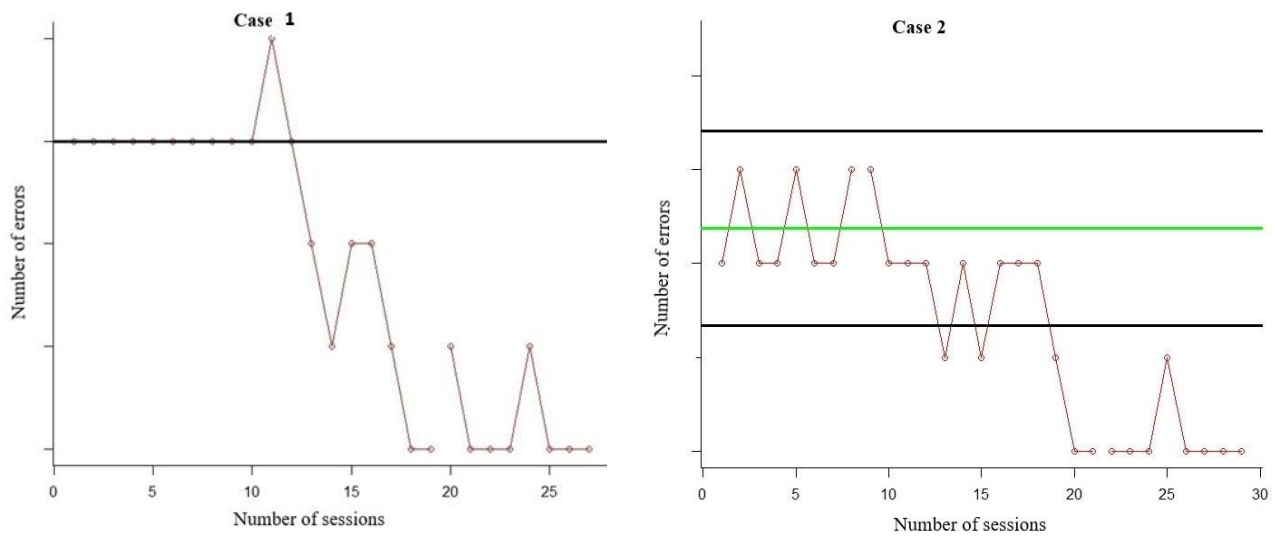 Case 1
Number of errors
0 5 10 15 20 25
Number of sessions
Case 2
Number of errors
0 5 10 15 20 25 30
Number of sessions